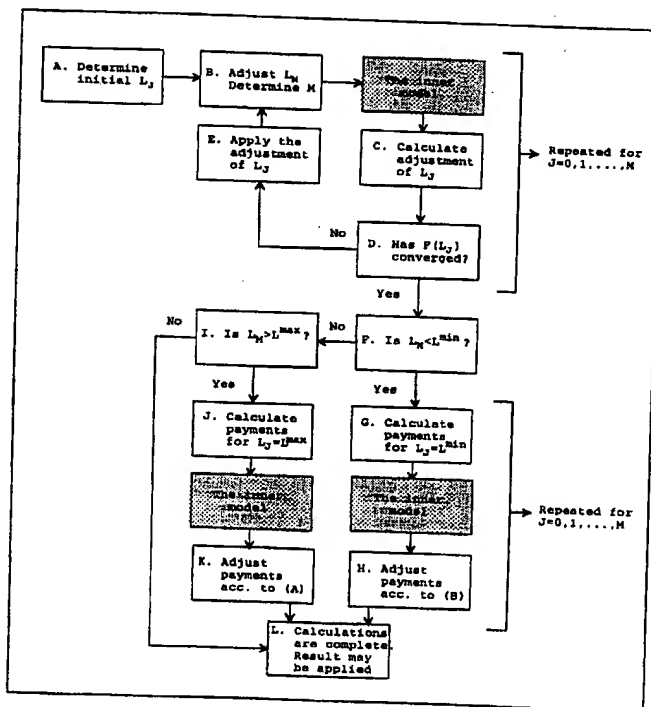 A. Determine
initial L_J
B. Adjust L_M
Determine M
The inner
model
E. Apply the
adjustment
of L_J
C. Calculate
adjustment
of L_J
Repeated for
J=0,1,...,M
No
D. Has F(L_J)
converged?
Yes
No
I. Is L_M>L^max?
No
F. Is L_M<L^min?
Yes
Yes
J. Calculate
payments
for L_J=L^max
G. Calculate
payments
for L_J=L^min
The inner
model
The inner
model
Repeated for
J=0,1,...,M
K. Adjust
payments
acc. to (A)
H. Adjust
payments
acc. to (B)
L. Calculations
are complete.
Result may
be applied